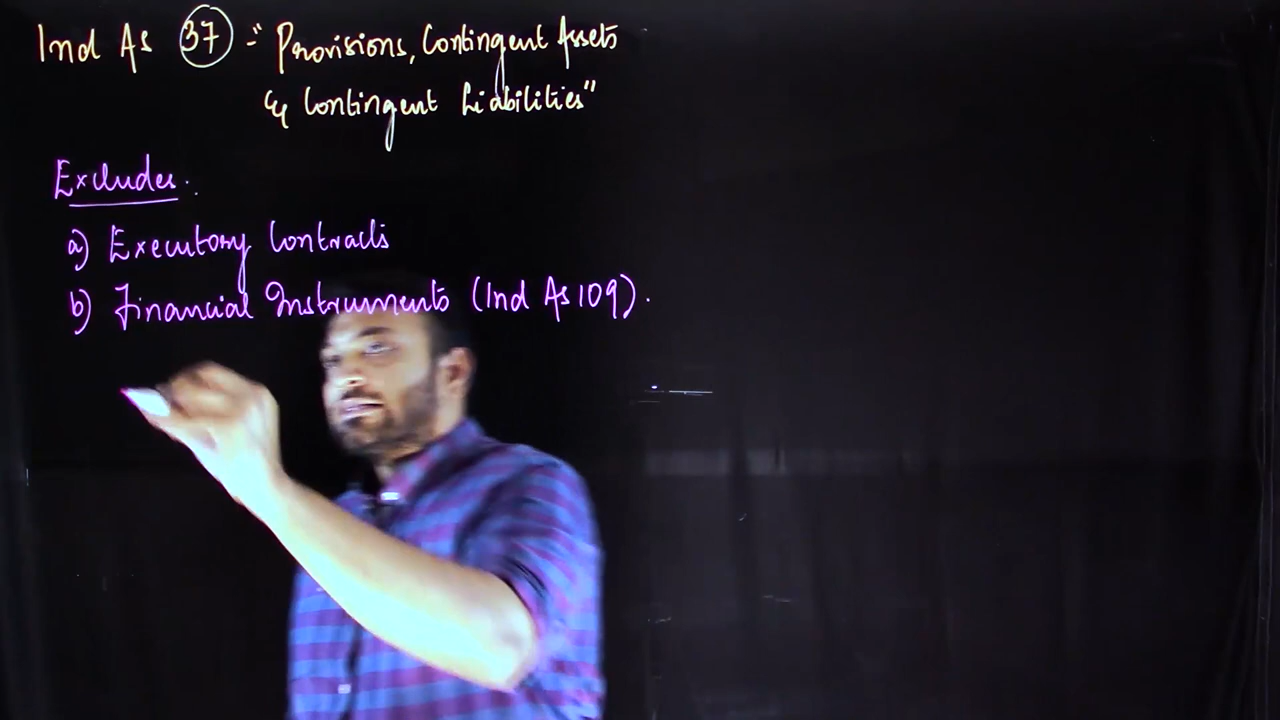 Ind As 37 :- "Provisions, Contingent Assets
& Contingent Liabilities"
Excludes :
a) Executory Contracts
b) Financial Instruments (Ind As 109).